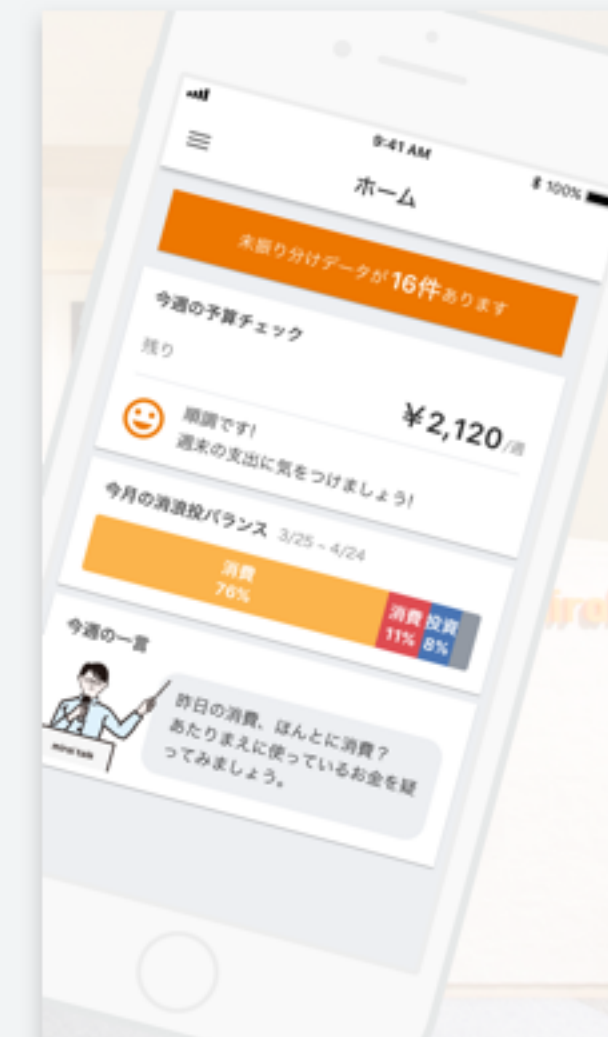 9:41 AM
100%
ホーム
未振り分けデータが16件あります
今週の予算チェック
残り
¥2,120/週
順調です!
週末の支出に気をつけましょう!
今月の消浪投バランス 3/25 ~ 4/24
消費
76%
消費
11%
投資
8%
今週の一言
昨日の消費、ほんとに消費?
あたりまえに使っているお金を疑
ってみましょう。
mirai talk